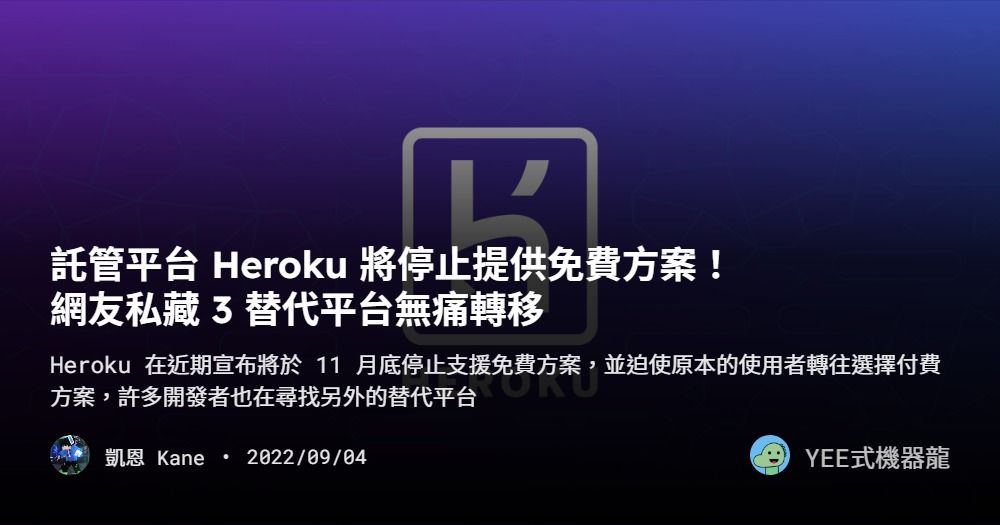 託管平台 Heroku 將停止提供免費方案！
網友私藏 3 替代平台無痛轉移
Heroku 在近期宣布將於 11 月底停止支援免費方案，並迫使原本的使用者轉往選擇付費
方案，許多開發者也在尋找另外的替代平台
HEROKU
凱恩 Kane · 2022/09/04
YEE式機器龍